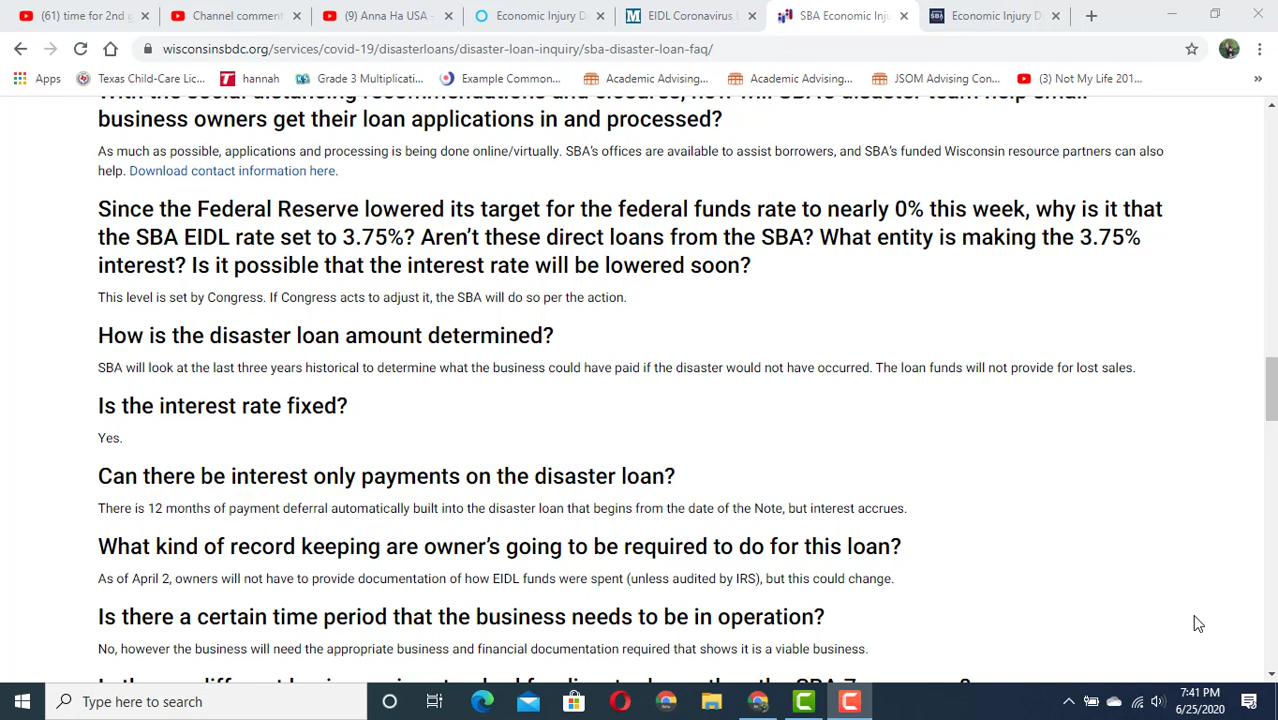 (61) time for 2nd g
Channel comment
(9) Anna Ha USA -
Economic Injury D
EIDL Coronavirus L
SBA Economic Inju
Economic Injury D
wisconsinsbdc.org/services/covid-19/disasterloans/disaster-loan-inquiry/sba-disaster-loan-faq/
Apps
Texas Child-Care Lic...
hannah
Grade 3 Multiplicati...
Example Common...
Academic Advising...
Academic Advising...
JSOM Advising Con...
(3) Not My Life 201...
With the social distancing recommendations and closures, how will SBA's disaster team help small
business owners get their loan applications in and processed?
As much as possible, applications and processing is being done online/virtually. SBA's offices are available to assist borrowers, and SBA's funded Wisconsin resource partners can also
help. Download contact information here.
Since the Federal Reserve lowered its target for the federal funds rate to nearly 0% this week, why is it that
the SBA EIDL rate set to 3.75%? Aren't these direct loans from the SBA? What entity is making the 3.75%
interest? Is it possible that the interest rate will be lowered soon?
This level is set by Congress. If Congress acts to adjust it, the SBA will do so per the action.
How is the disaster loan amount determined?
SBA will look at the last three years historical to determine what the business could have paid if the disaster would not have occurred. The loan funds will not provide for lost sales.
Is the interest rate fixed?
Yes.
Can there be interest only payments on the disaster loan?
There is 12 months of payment deferral automatically built into the disaster loan that begins from the date of the Note, but interest accrues.
What kind of record keeping are owner's going to be required to do for this loan?
As of April 2, owners will not have to provide documentation of how EIDL funds were spent (unless audited by IRS), but this could change.
Is there a certain time period that the business needs to be in operation?
No, however the business will need the appropriate business and financial documentation required that shows it is a viable business.
Type here to search
7:41 PM
6/25/2020